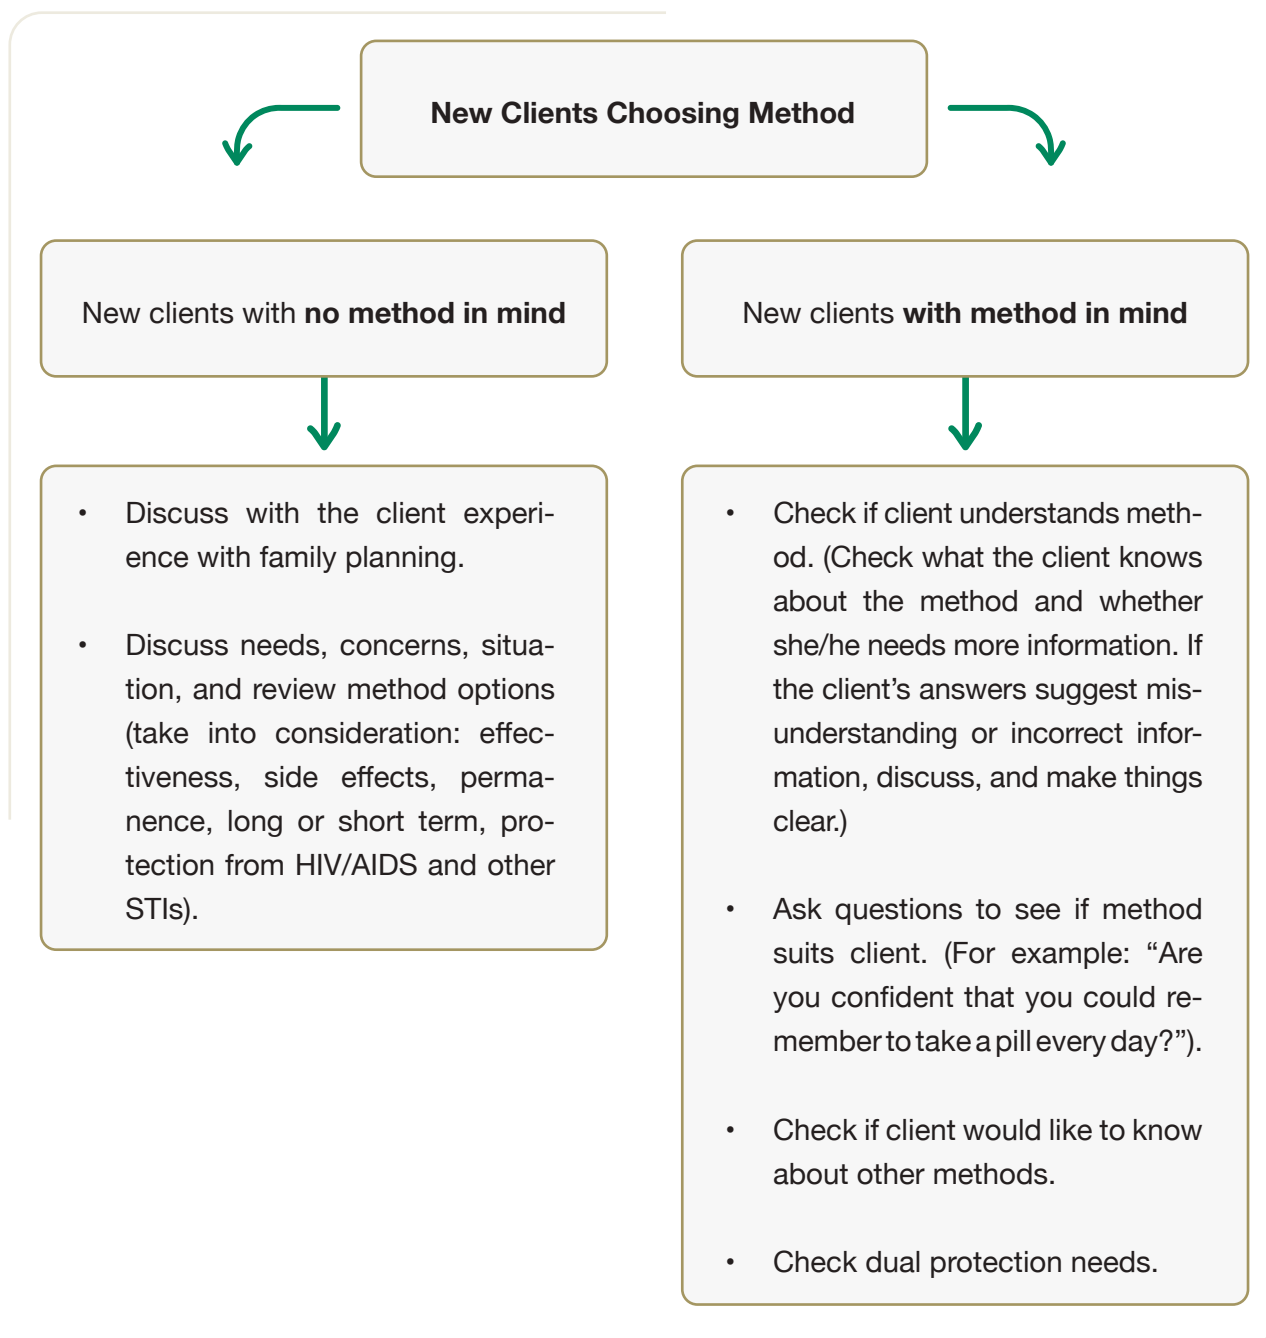 New Clients Choosing Method
New clients with no method in mind
• Discuss with the client experi-
ence with family planning.
• Discuss needs, concerns, situa-
tion, and review method options
(take into consideration: effec-
tiveness, side effects, perma-
nence, long or short term, pro-
tection from HIV/AIDS and other
STIs).
New clients with method in mind
• Check if client understands meth-
od. (Check what the client knows
about the method and whether
she/he needs more information. If
the client’s answers suggest mis-
understanding or incorrect infor-
mation, discuss, and make things
clear.)
• Ask questions to see if method
suits client. (For example: “Are
you confident that you could re-
member to take a pill every day?”).
• Check if client would like to know
about other methods.
• Check dual protection needs.